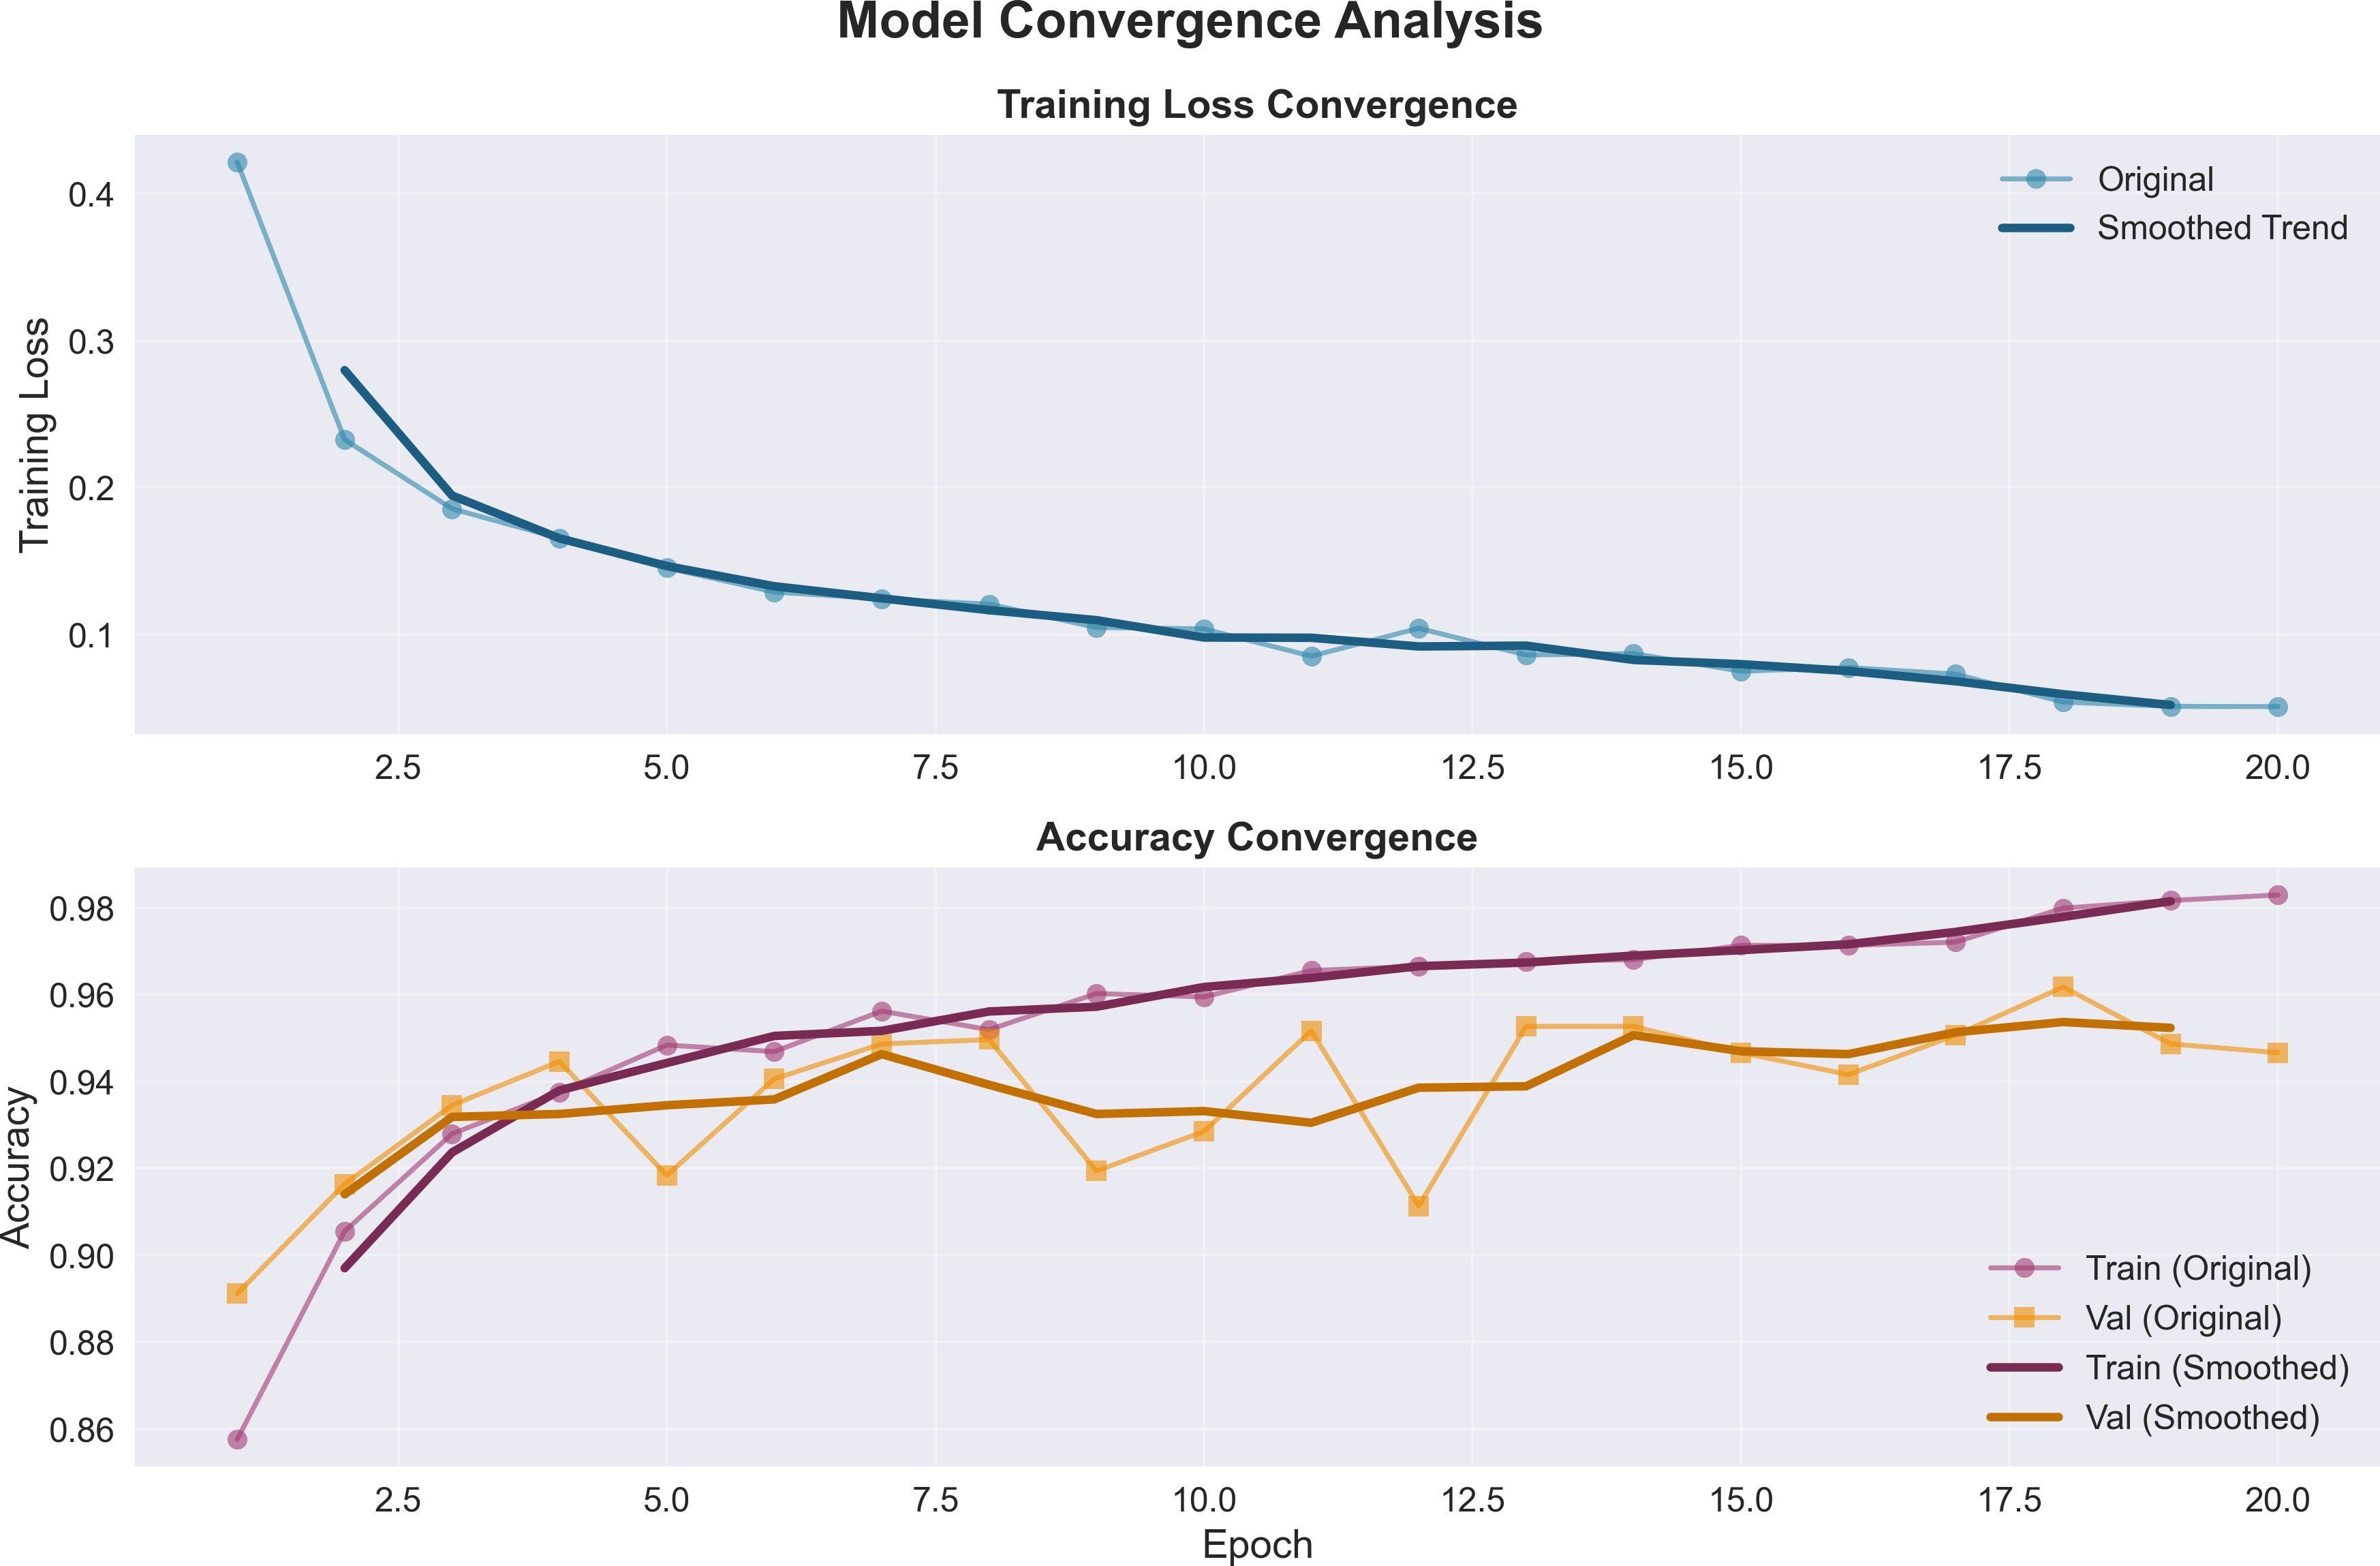 Model Convergence Analysis
Training Loss Convergence
Training Loss
0.4
0.3
0.2
0.1
Original
Smoothed Trend
2.5 5.0 7.5 10.0 12.5 15.0 17.5 20.0
Accuracy Convergence
Accuracy
0.98
0.96
0.94
0.92
0.90
0.88
0.86
Train (Original)
Val (Original)
Train (Smoothed)
Val (Smoothed)
2.5 5.0 7.5 10.0 12.5 15.0 17.5 20.0
Epoch